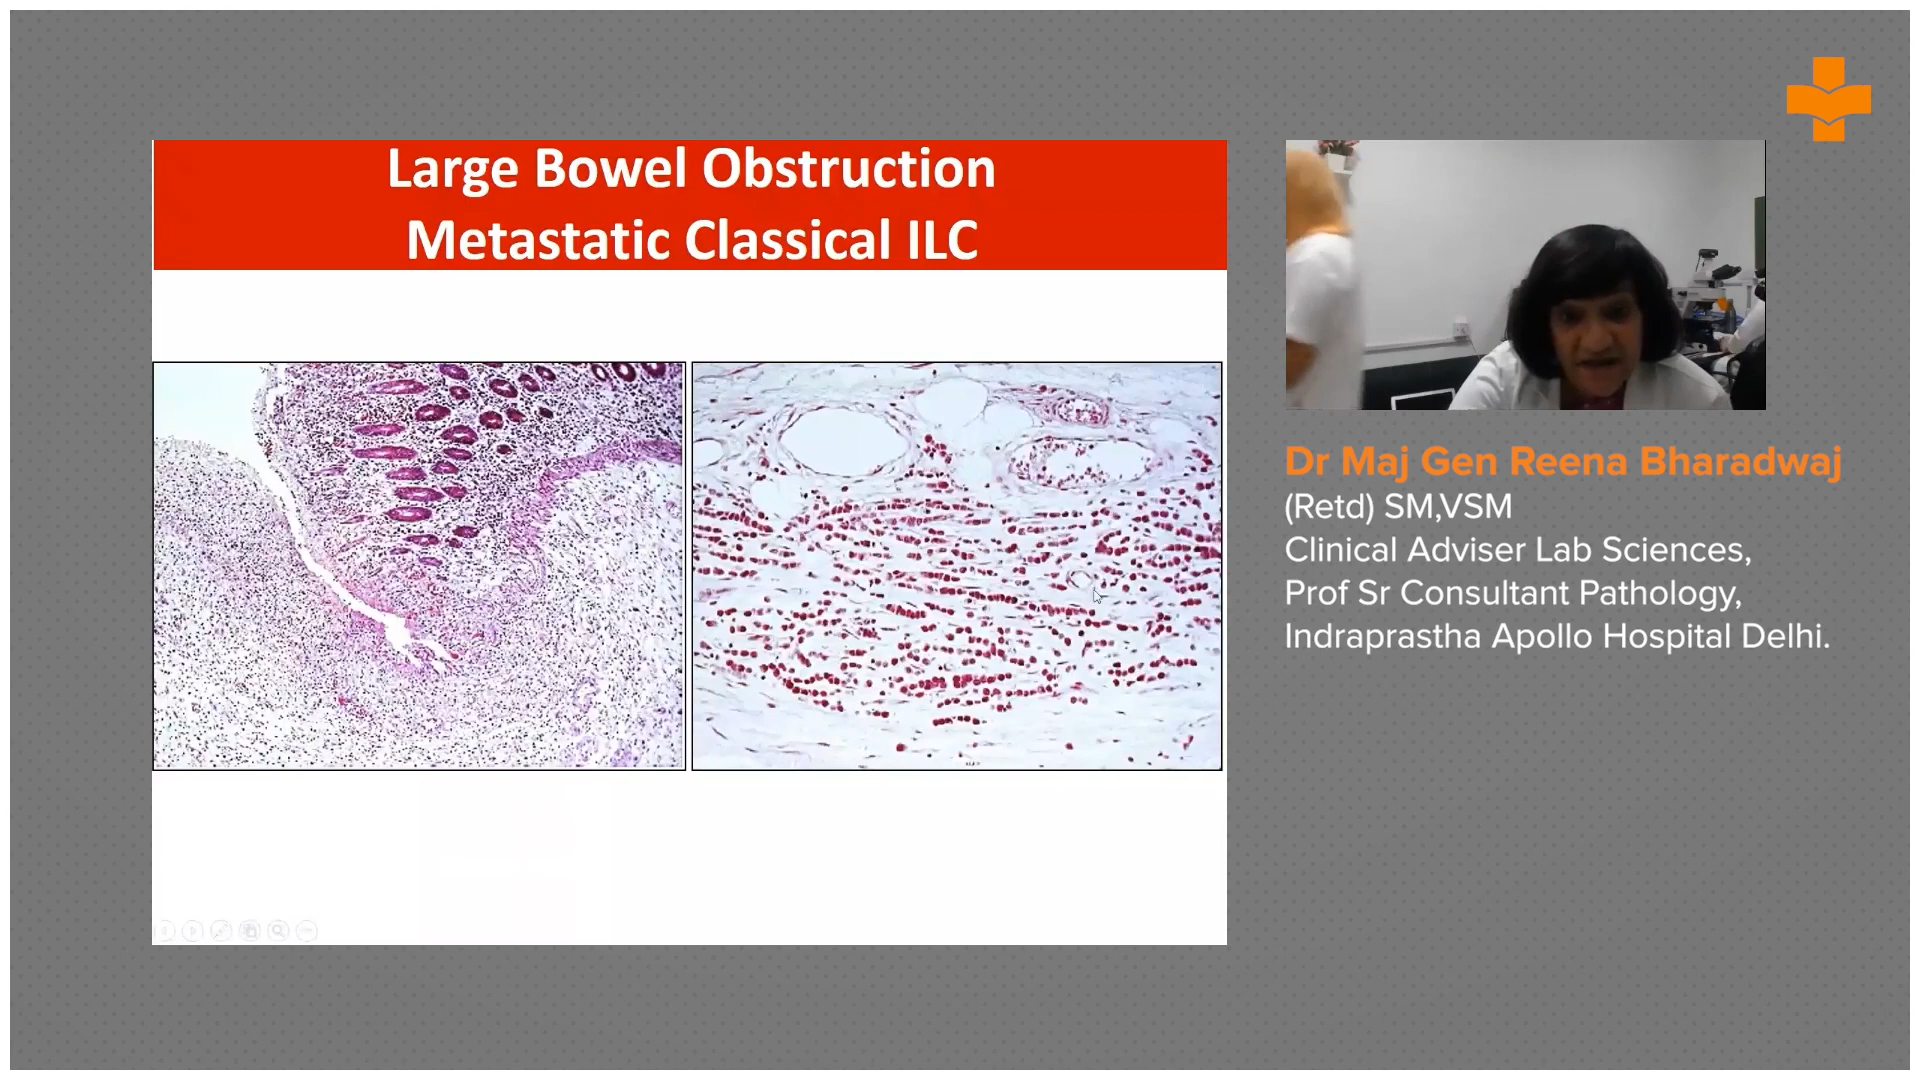 Large Bowel Obstruction
Metastatic Classical ILC
Dr Maj Gen Reena Bharadwaj
(Retd) SM,VSM
Clinical Adviser Lab Sciences,
Prof Sr Consultant Pathology,
Indraprastha Apollo Hospital Delhi.